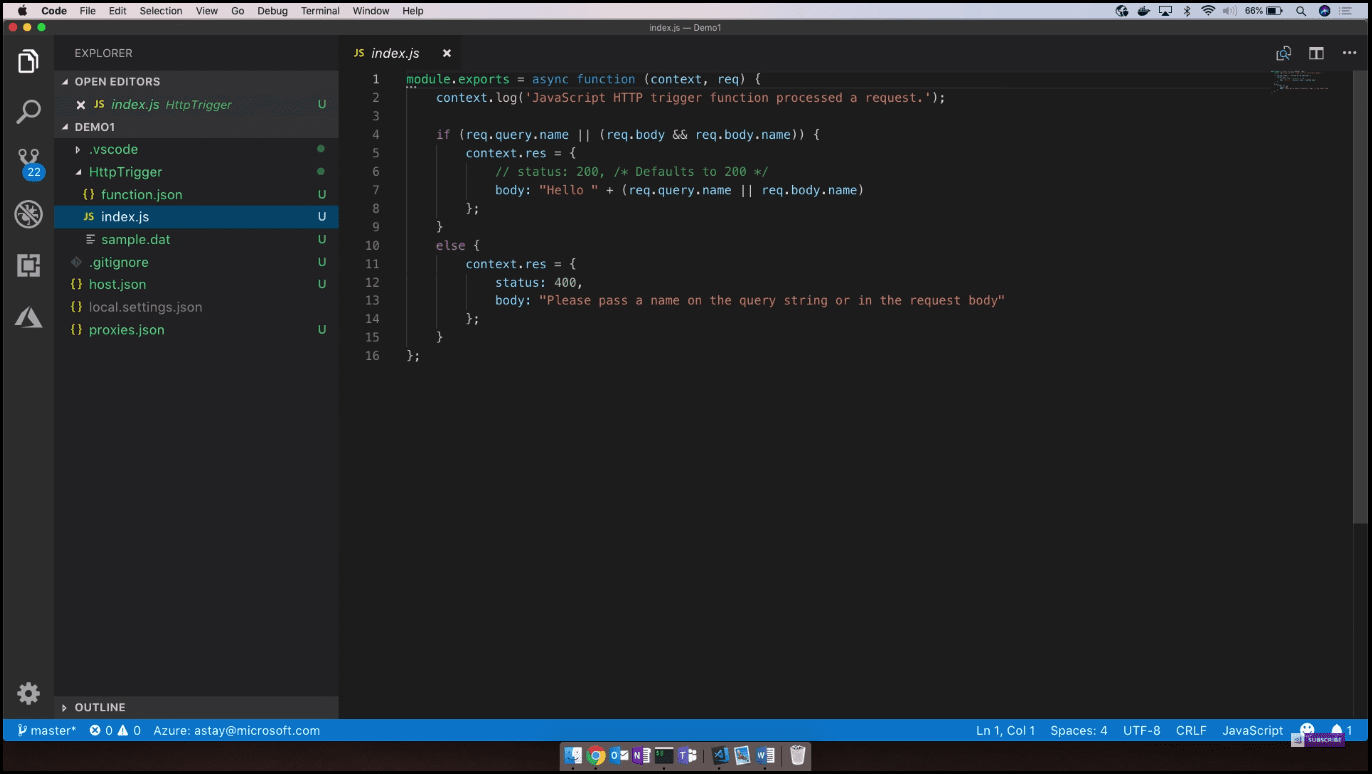 Code File Edit Selection View Go Debug Terminal Window Help 66%
index.js — Demo1
EXPLORER
OPEN EDITORS
JS index.js HttpTrigger U
DEMO1
.vscode
HttpTrigger
{} function.json U
JS index.js U
sample.dat U
.gitignore U
{} host.json U
{} local.settings.json
{} proxies.json U
OUTLINE
22
JS index.js
1 module.exports = async function (context, req) {
2 context.log('JavaScript HTTP trigger function processed a request.');
3
4 if (req.query.name || (req.body && req.body.name)) {
5 context.res = {
6 // status: 200, /* Defaults to 200 */
7 body: "Hello " + (req.query.name || req.body.name)
8 };
9 }
10 else {
11 context.res = {
12 status: 400,
13 body: "Please pass a name on the query string or in the request body"
14 };
15 }
16 };
master* 0 0 Azure: astay@microsoft.com Ln 1, Col 1 Spaces: 4 UTF-8 CRLF JavaScript 1
SUBSCRIBE